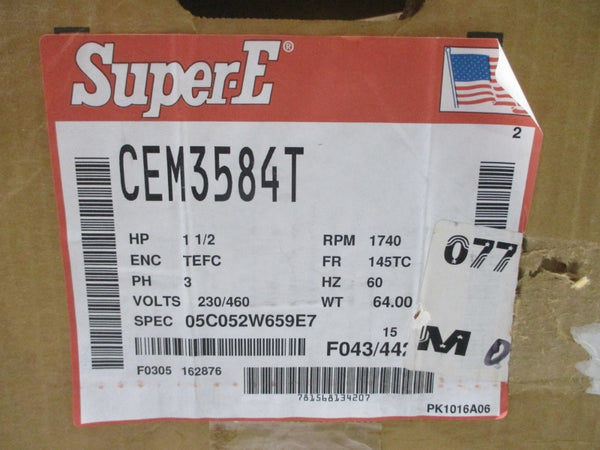 Super-E®
2
CEM3584T
HP 1 1/2 RPM 1740
ENC TEFC FR 145TC
PH 3 HZ 60
VOLTS 230/460 WT 64.00
SPEC 05C052W659E7
077
15
F043/442
M
F0305 162876
781568134207
PK1016A06